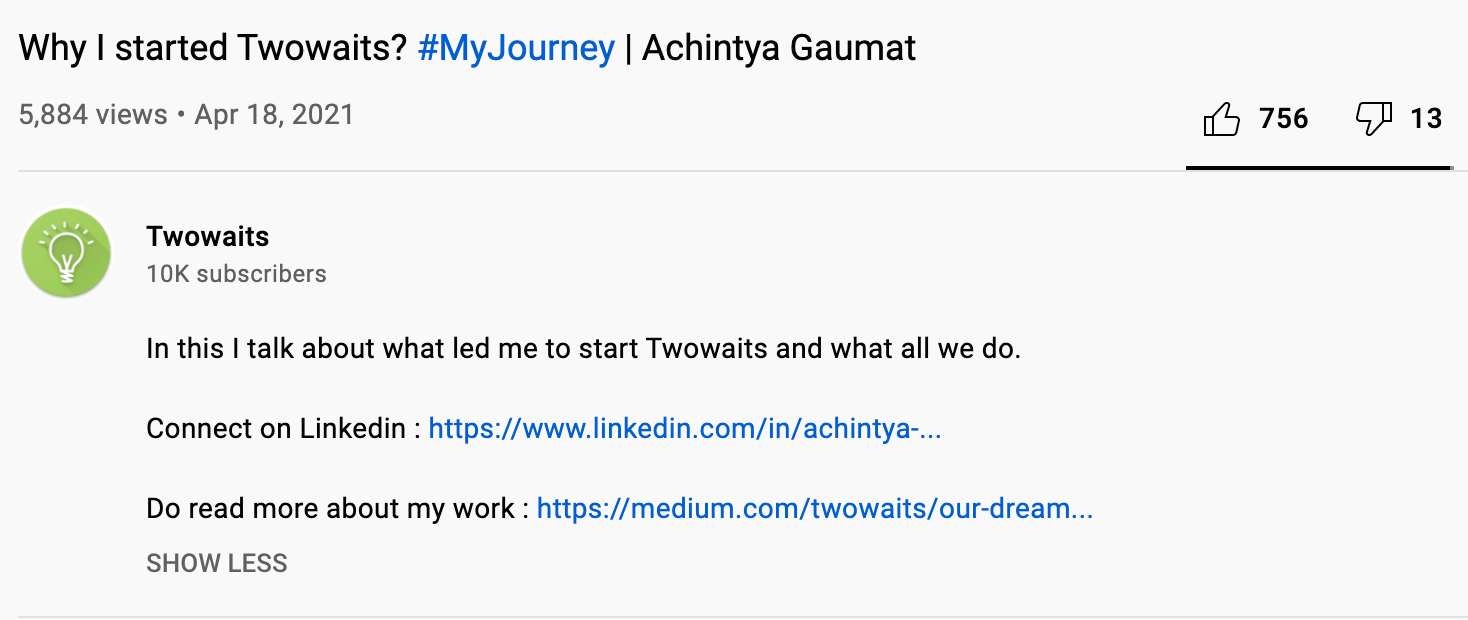 Why I started Twowaits? #MyJourney | Achintya Gaumat
5,884 views • Apr 18, 2021
756 13
Twowaits
10K subscribers
In this I talk about what led me to start Twowaits and what all we do.
Connect on Linkedin : https://www.linkedin.com/in/achintya-...
Do read more about my work : https://medium.com/twowaits/our-dream...
SHOW LESS